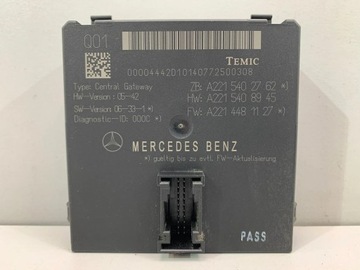 Q01
TEMIC
00004442D10140772500308
Type: Central Gateway
ZB: A221 540 27 62 *)
HW-Version: 05-42
HW: A221 540 89 45
SW-Version: 06-33-1*)
FW: A221 448 11 27 *)
Diagnostic-ID: 000C *)
MERCEDES BENZ
*) gueltig bis zu evtl. FW-Aktualisierung
PASS